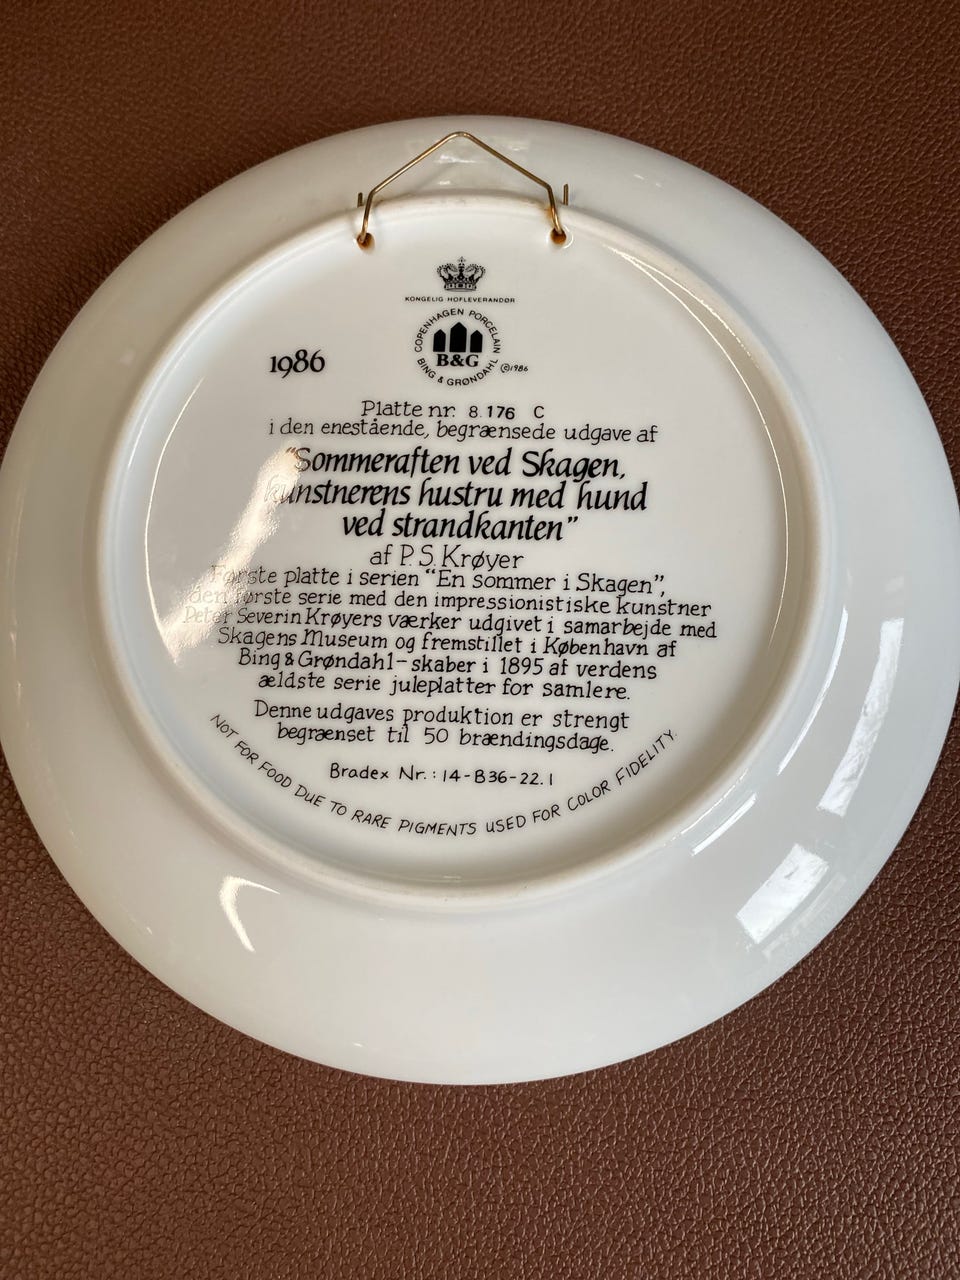 KONGELIG HOFLEVERANDØR
COPENHAGEN PORCELAIN
B&G
BING & GRØNDAHL
©1986
1986
Platte nr. 8.176 C
i den enestående, begrænsede udgave af
"Sommeraften ved Skagen,
kunstnerens hustru med hund
ved strandkanten"
af P. S. Krøyer
Første platte i serien "En sommer i Skagen",
den første serie med den impressionistiske kunstner
Peter Severin Krøyers værker udgivet i samarbejde med
Skagens Museum og fremstillet i København af
Bing & Grøndahl - skaber i 1895 af verdens
ældste serie juleplatter for samlere.
Denne udgaves produktion er strengt
begrænset til 50 brændingsdage.
Bradex Nr.: 14-B36-22.1
NOT FOR FOOD DUE TO RARE PIGMENTS USED FOR COLOR FIDELITY.